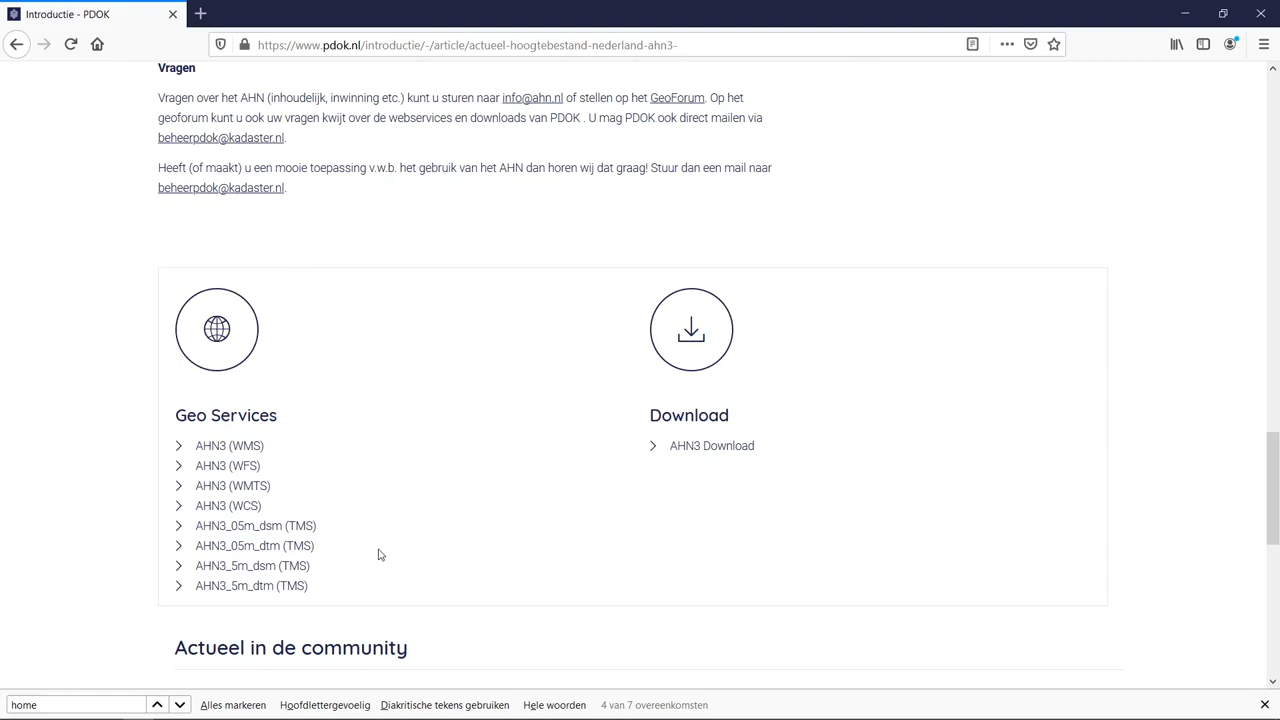 Introductie - PDOK
https://www.pdok.nl/introductie/-/article/actueel-hoogtebestand-nederland-ahn3-
Vragen
Vragen over het AHN (inhoudelijk, inwinning etc.) kunt u sturen naar info@ahn.nl of stellen op het GeoForum. Op het
geoforum kunt u ook uw vragen kwijt over de webservices en downloads van PDOK . U mag PDOK ook direct mailen via
beheerpdok@kadaster.nl.
Heeft (of maakt) u een mooie toepassing v.w.b. het gebruik van het AHN dan horen wij dat graag! Stuur dan een mail naar
beheerpdok@kadaster.nl.
Geo Services
AHN3 (WMS)
AHN3 (WFS)
AHN3 (WMTS)
AHN3 (WCS)
AHN3_05m_dsm (TMS)
AHN3_05m_dtm (TMS)
AHN3_5m_dsm (TMS)
AHN3_5m_dtm (TMS)
Download
AHN3 Download
Actueel in de community
home Alles markeren Hoofdlettergevoelig Diakritische tekens gebruiken Hele woorden 4 van 7 overeenkomsten